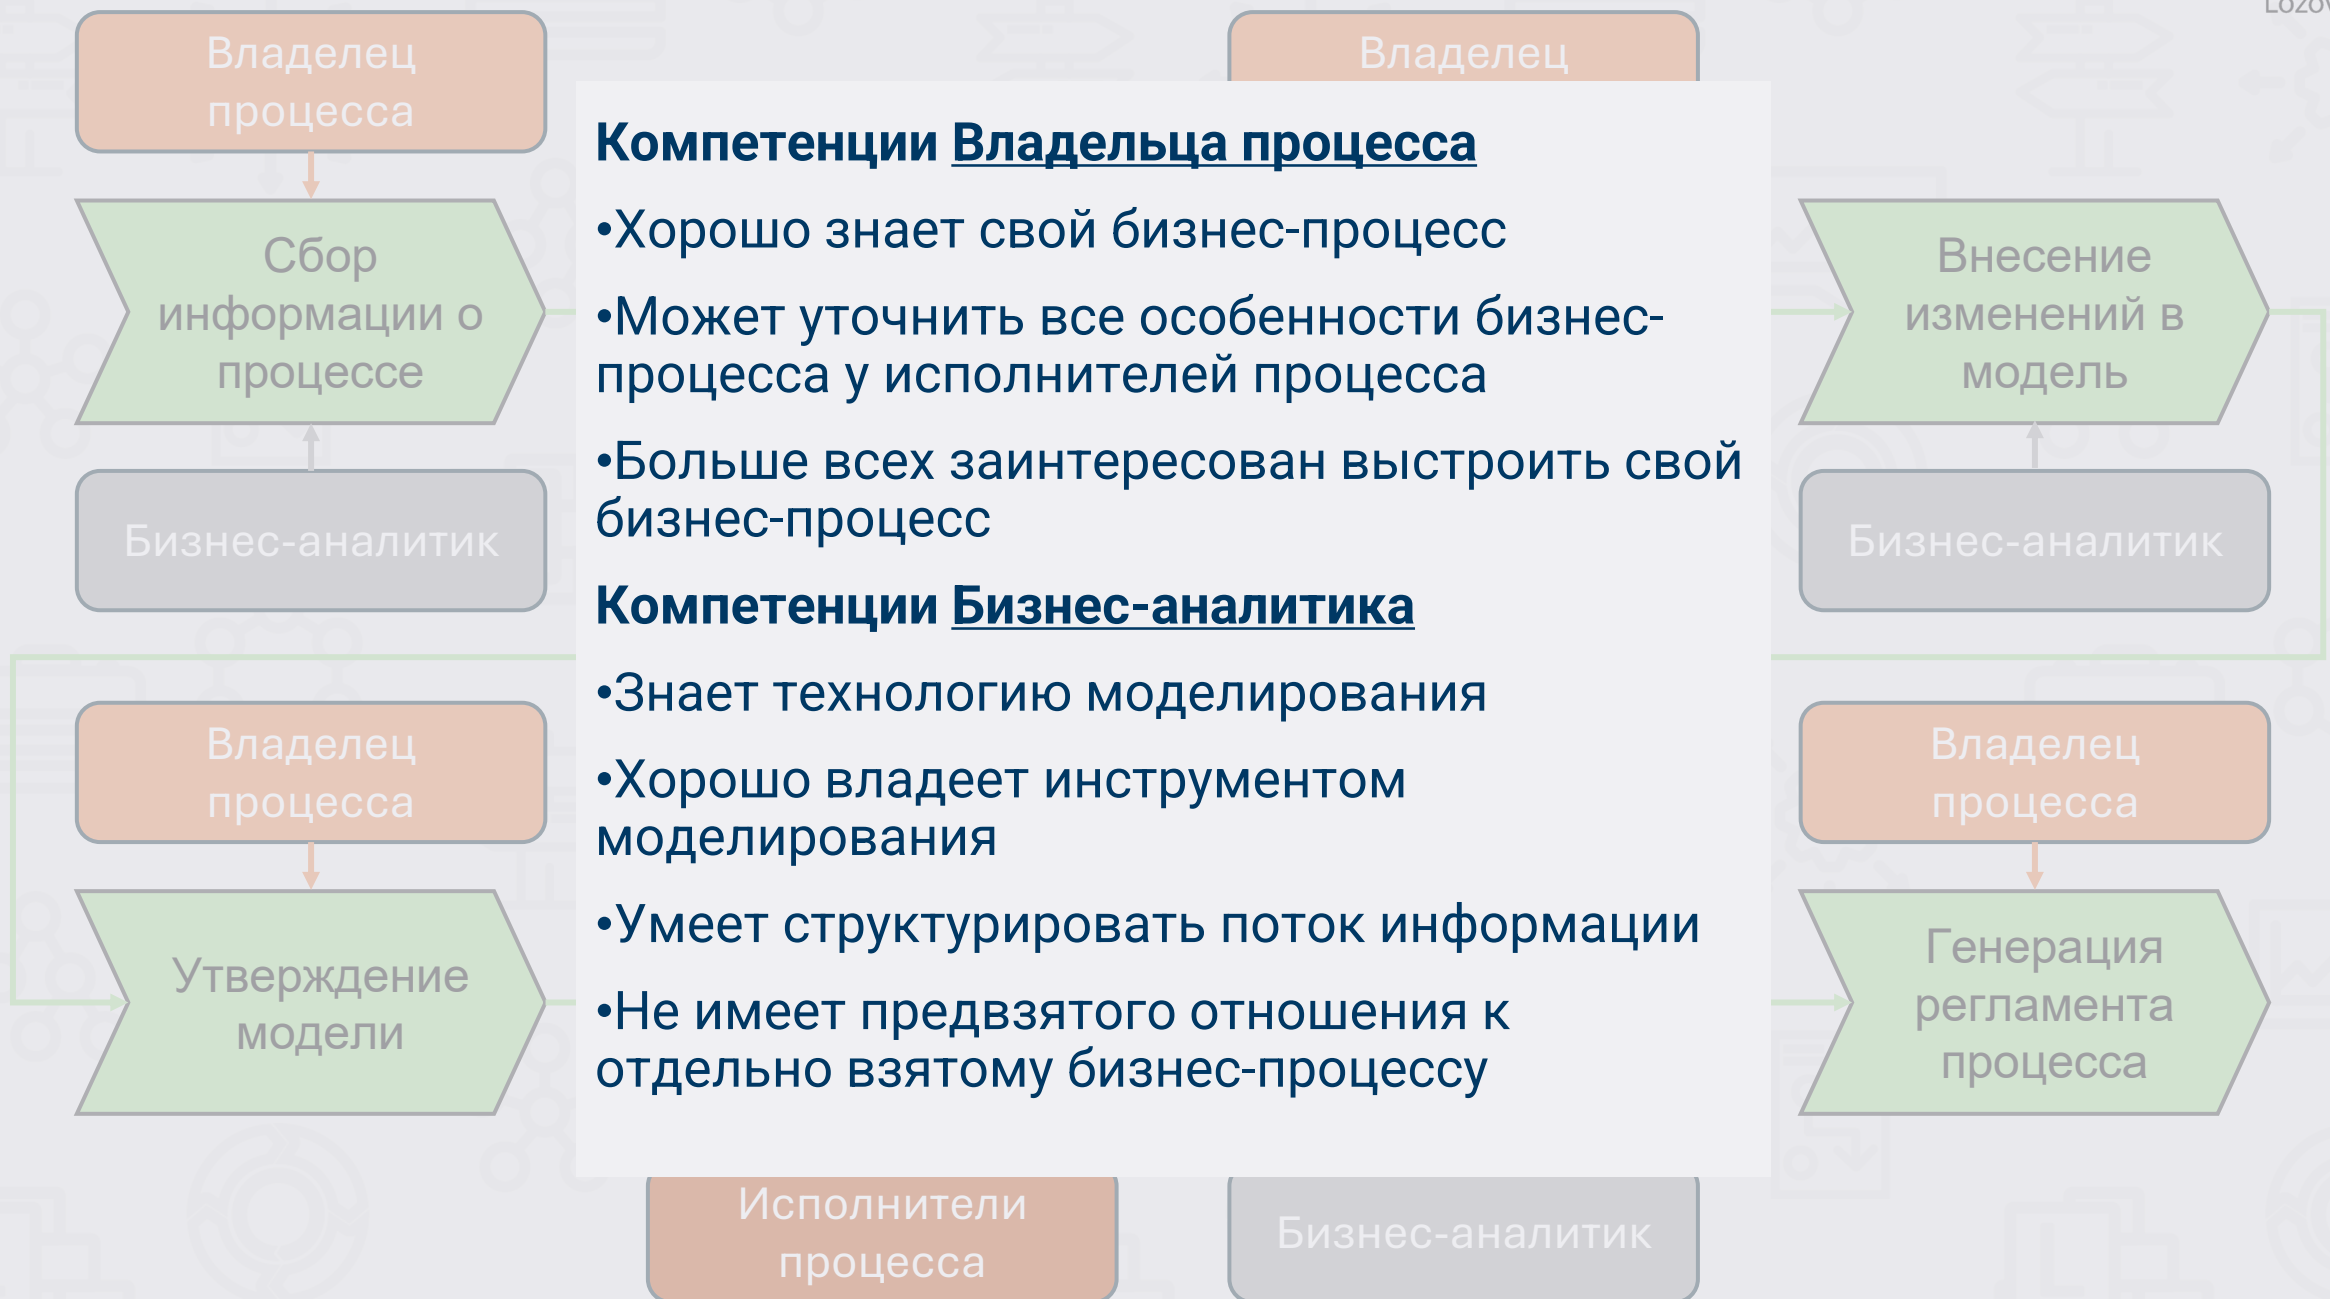 Владелец
процесса
Владелец
Сбор
информации о
процессе
Бизнес-аналитик
Компетенции Владельца процесса
•Хорошо знает свой бизнес-процесс
•Может уточнить все особенности бизнес-
процесса у исполнителей процесса
•Больше всех заинтересован выстроить свой
бизнес-процесс
Компетенции Бизнес-аналитика
•Знает технологию моделирования
•Хорошо владеет инструментом
моделирования
•Умеет структурировать поток информации
•Не имеет предвзятого отношения к
отдельно взятому бизнес-процессу
Внесение
изменений в
модель
Бизнес-аналитик
Владелец
процесса
Утверждение
модели
Владелец
процесса
Генерация
регламента
процесса
Исполнители
процесса
Бизнес-аналитик